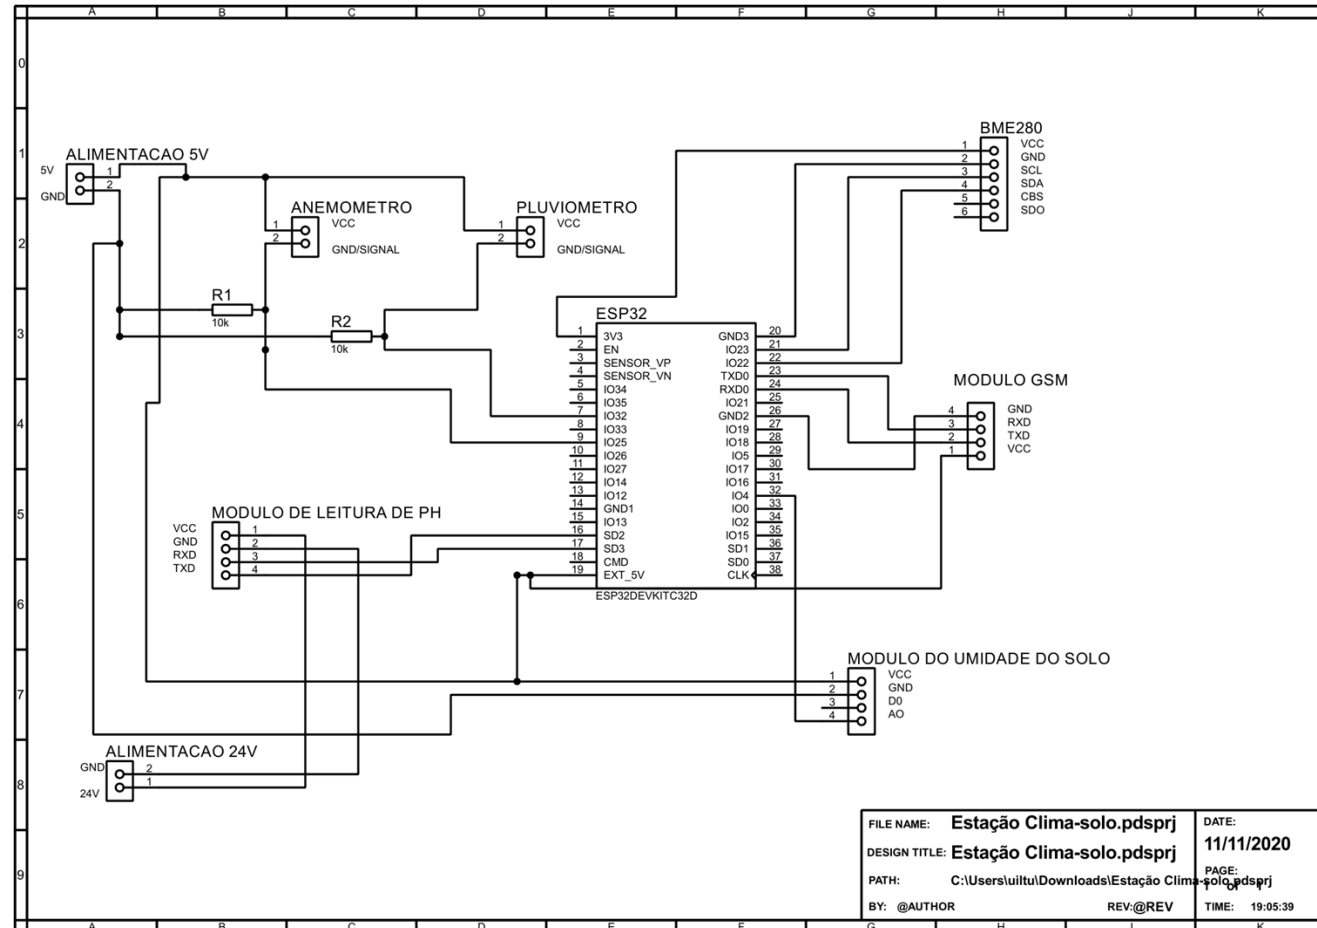 A B C D E F G H J K
0
1
2
3
4
5
6
7
8
9
ALIMENTACAO 5V
5V 1
GND 2
ANEMOMETRO
1 VCC
2 GND/SIGNAL
PLUVIOMETRO
1 VCC
2 GND/SIGNAL
BME280
1 VCC
2 GND
3 SCL
4 SDA
5 CBS
6 SDO
R1
10k
R2
10k
ESP32
1 3V3 GND3 20
2 EN IO23 21
3 SENSOR_VP IO22 22
4 SENSOR_VN TXD0 23
5 IO34 RXD0 24
6 IO35 IO21 25
7 IO32 GND2 26
8 IO33 IO19 27
9 IO25 IO18 28
10 IO26 IO5 29
11 IO27 IO17 30
12 IO14 IO16 31
13 IO12 IO4 32
14 GND1 IO0 33
15 IO13 IO2 34
16 SD2 IO15 35
17 SD3 SD1 36
18 CMD SD0 37
19 EXT_5V CLK 38
ESP32DEVKITC32D
MODULO GSM
4 GND
3 RXD
2 TXD
1 VCC
MODULO DE LEITURA DE PH
VCC 1
GND 2
RXD 3
TXD 4
MODULO DO UMIDADE DO SOLO
1 VCC
2 GND
3 D0
4 AO
ALIMENTACAO 24V
GND 2
24V 1
FILE NAME: Estação Clima-solo.pdsprj
DESIGN TITLE: Estação Clima-solo.pdsprj
PATH: C:\Users\uiltu\Downloads\Estação Clima-solo.pdsprj
BY: @AUTHOR REV:@REV
DATE:
11/11/2020
PAGE:
1 of 1
TIME: 19:05:39
A B C D E F G H J K